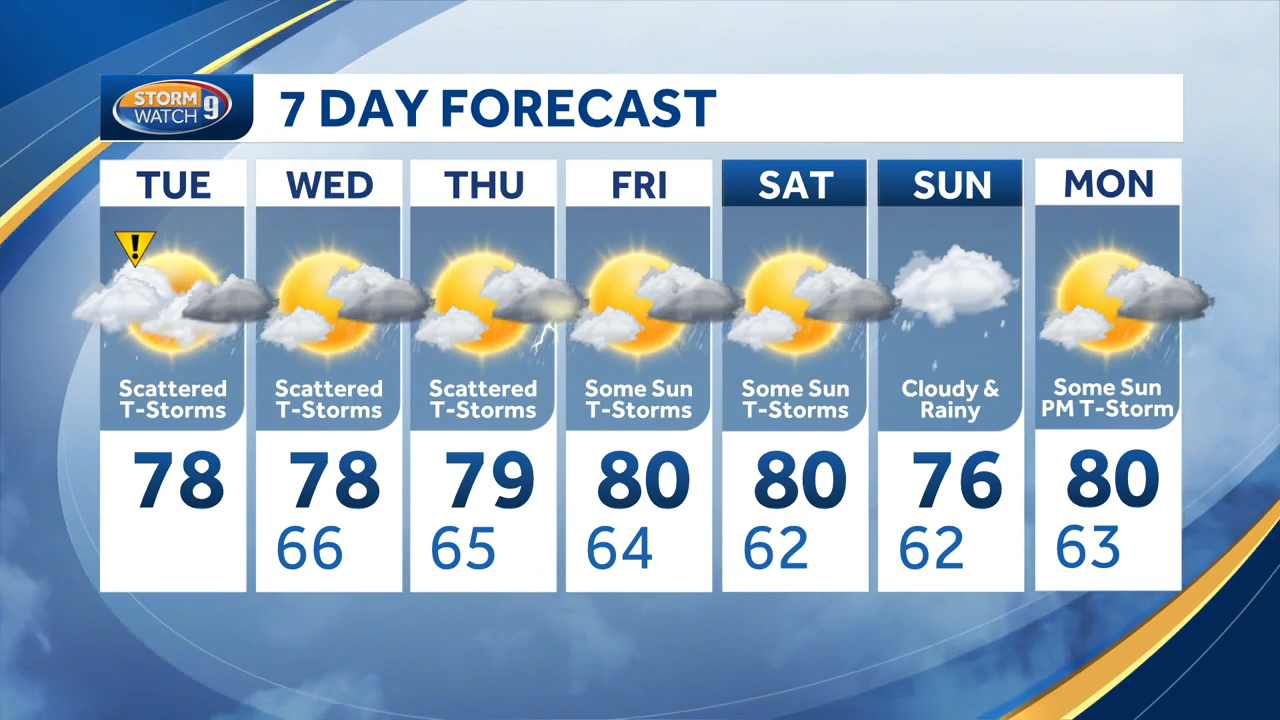 STORM
WATCH 9
7 DAY FORECAST
TUE WED THU FRI SAT SUN MON
!
Scattered
T-Storms
Scattered
T-Storms
Scattered
T-Storms
Some Sun
T-Storms
Some Sun
T-Storms
Cloudy &
Rainy
Some Sun
PM T-Storm
78 78 79 80 80 76 80
66 65 64 62 62 63